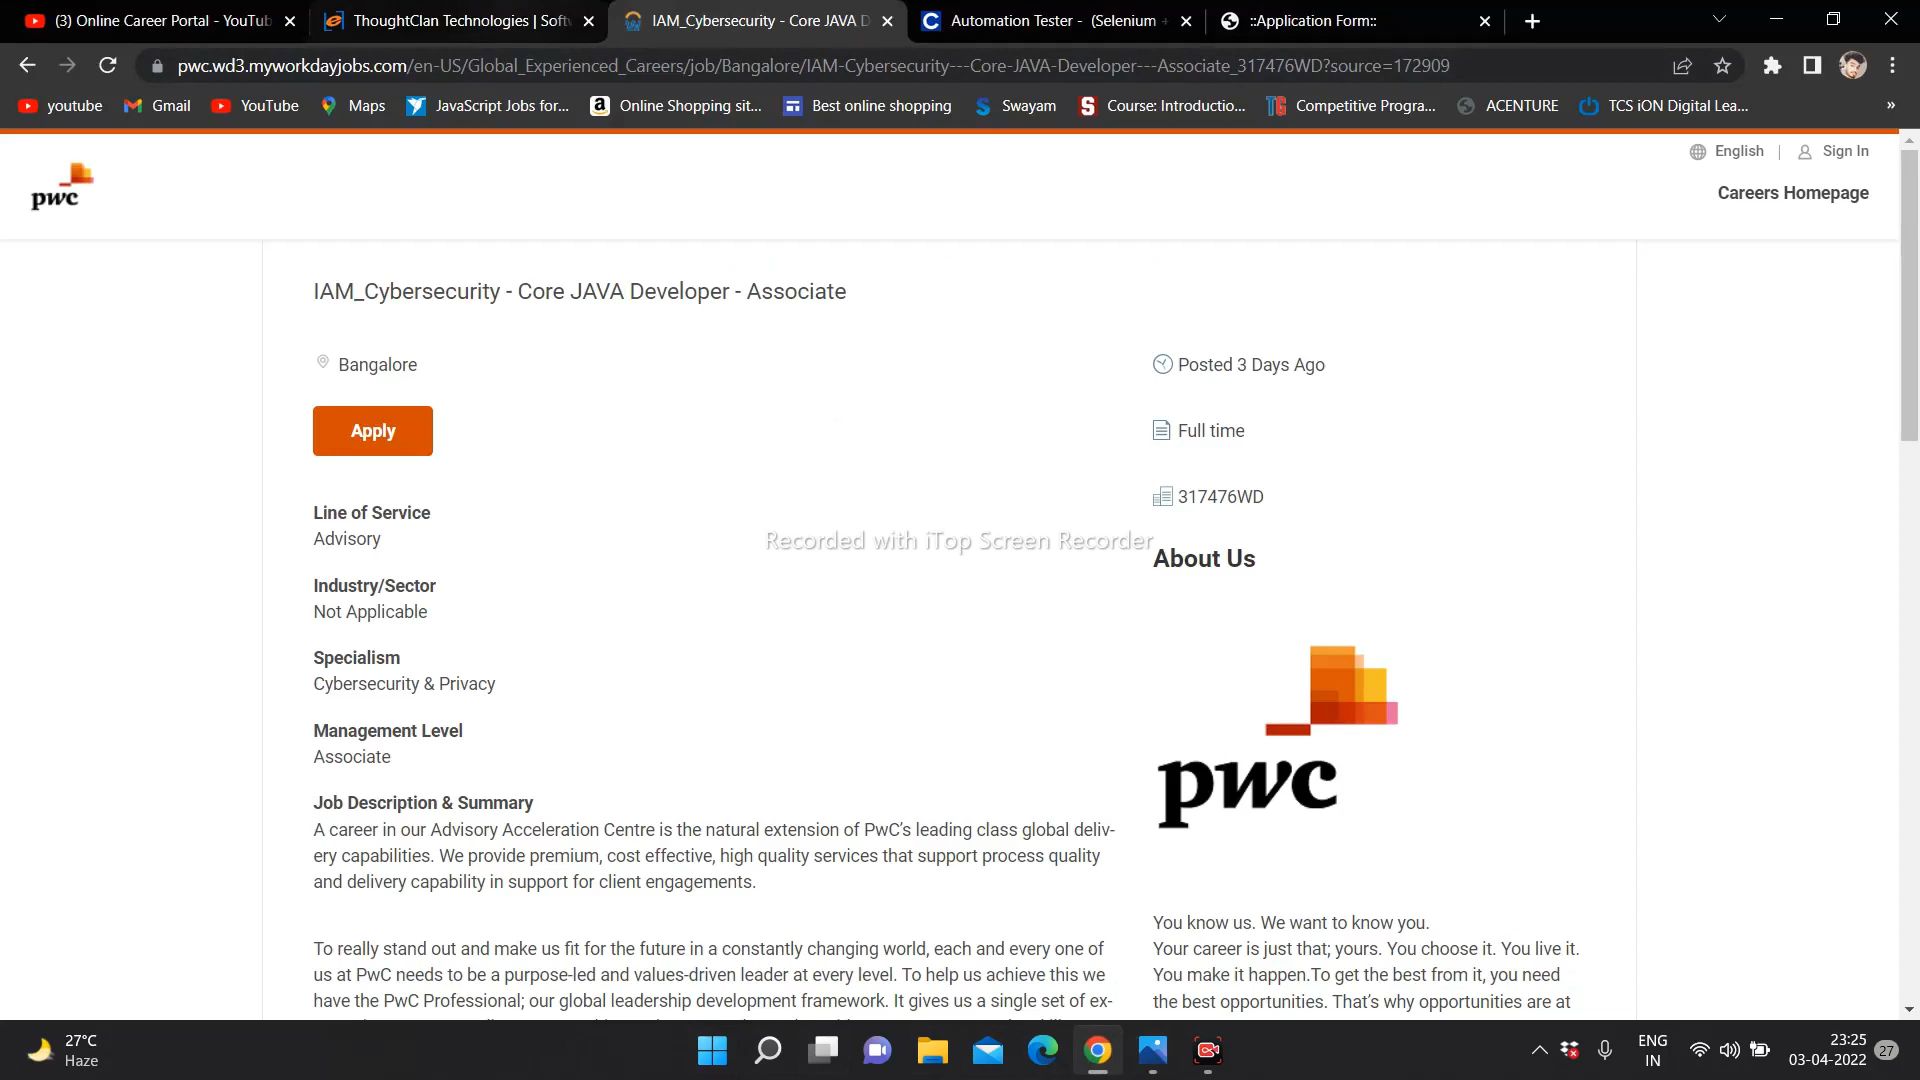 (3) Online Career Portal - YouTub
ThoughtClan Technologies | Soft
IAM_Cybersecurity - Core JAVA D
Automation Tester - (Selenium +
::Application Form::
pwc.wd3.myworkdayjobs.com/en-US/Global_Experienced_Careers/job/Bangalore/IAM-Cybersecurity---Core-JAVA-Developer---Associate_317476WD?source=172909
youtube
Gmail
YouTube
Maps
JavaScript Jobs for...
Online Shopping sit...
Best online shopping
Swayam
Course: Introductio...
Competitive Progra...
ACENTURE
TCS iON Digital Lea...
»
pwc
English | Sign In
Careers Homepage
IAM_Cybersecurity - Core JAVA Developer - Associate
Bangalore
Apply
Line of Service
Advisory
Industry/Sector
Not Applicable
Specialism
Cybersecurity & Privacy
Management Level
Associate
Job Description & Summary
A career in our Advisory Acceleration Centre is the natural extension of PwC’s leading class global deliv-
ery capabilities. We provide premium, cost effective, high quality services that support process quality
and delivery capability in support for client engagements.
To really stand out and make us fit for the future in a constantly changing world, each and every one of
us at PwC needs to be a purpose-led and values-driven leader at every level. To help us achieve this we
have the PwC Professional; our global leadership development framework. It gives us a single set of ex-
Posted 3 Days Ago
Full time
317476WD
Recorded with iTop Screen Recorder
About Us
pwc
You know us. We want to know you.
Your career is just that; yours. You choose it. You live it.
You make it happen.To get the best from it, you need
the best opportunities. That’s why opportunities are at
27°C
Haze
ENG
IN
23:25
03-04-2022
27